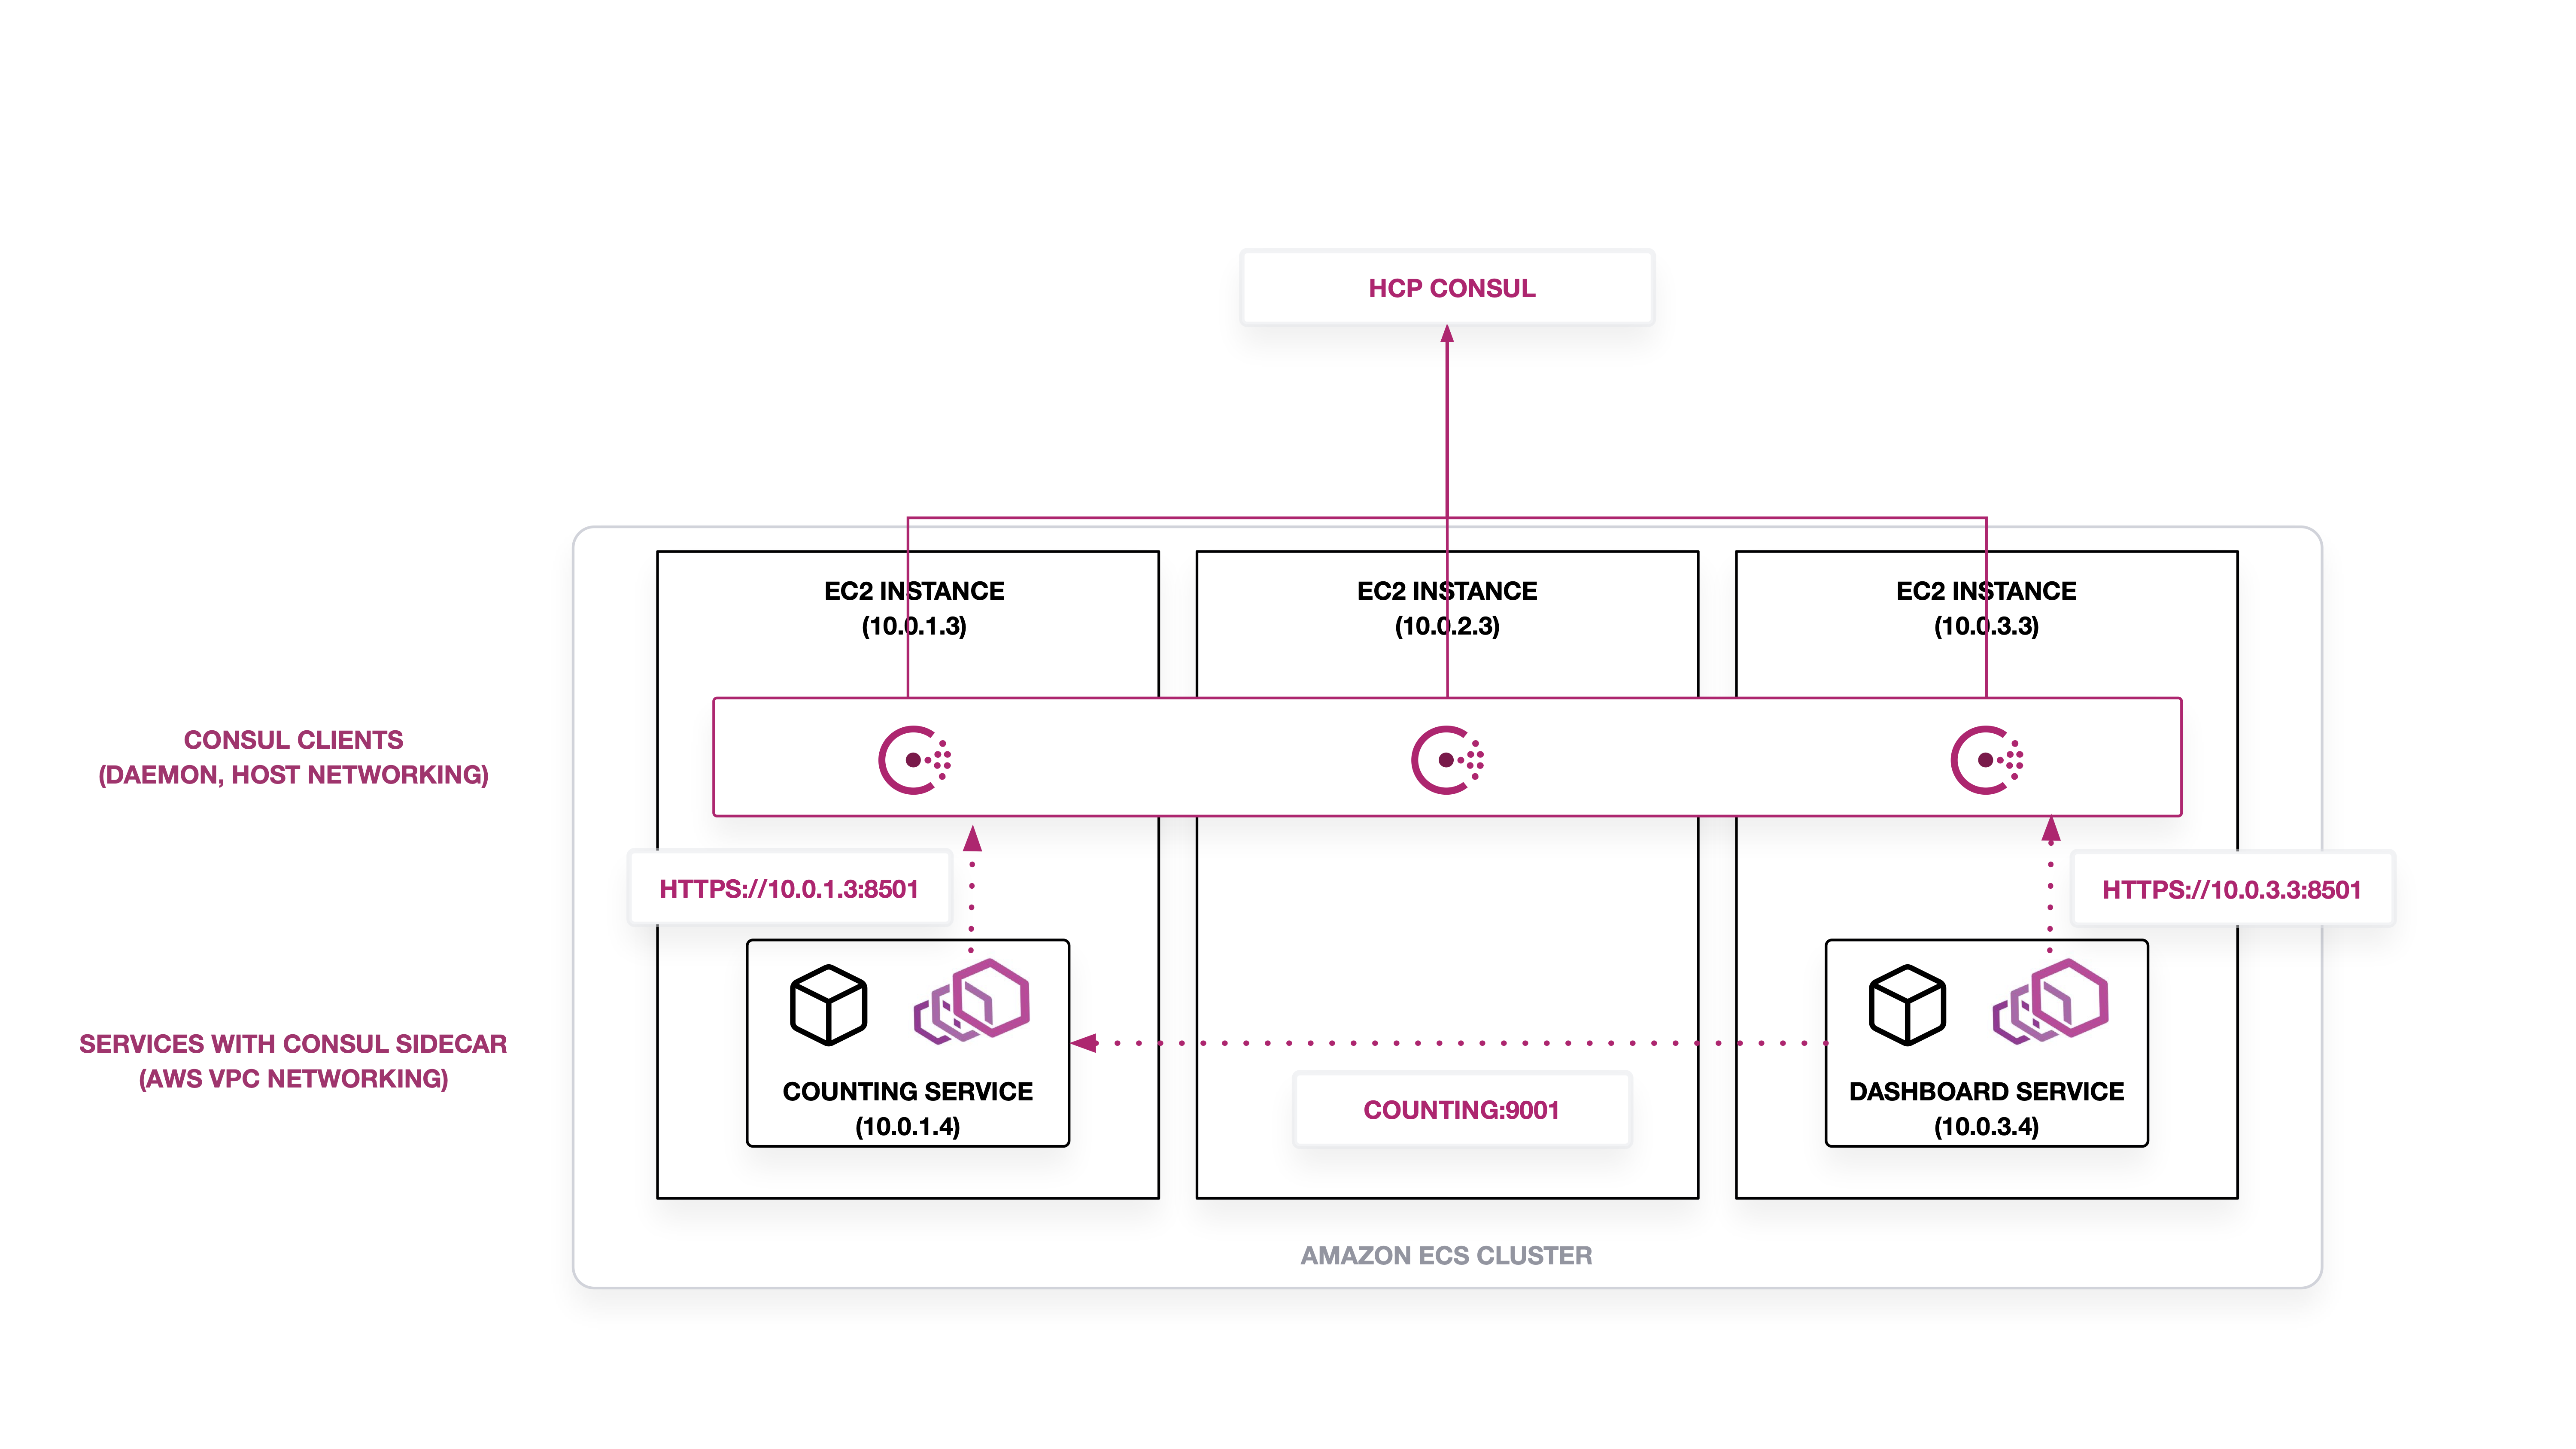 HCP CONSUL
EC2 INSTANCE
(10.0.1.3)
EC2 INSTANCE
(10.0.2.3)
EC2 INSTANCE
(10.0.3.3)
CONSUL CLIENTS
(DAEMON, HOST NETWORKING)
HTTPS://10.0.1.3:8501
HTTPS://10.0.3.3:8501
SERVICES WITH CONSUL SIDECAR
(AWS VPC NETWORKING)
COUNTING SERVICE
(10.0.1.4)
COUNTING:9001
DASHBOARD SERVICE
(10.0.3.4)
AMAZON ECS CLUSTER